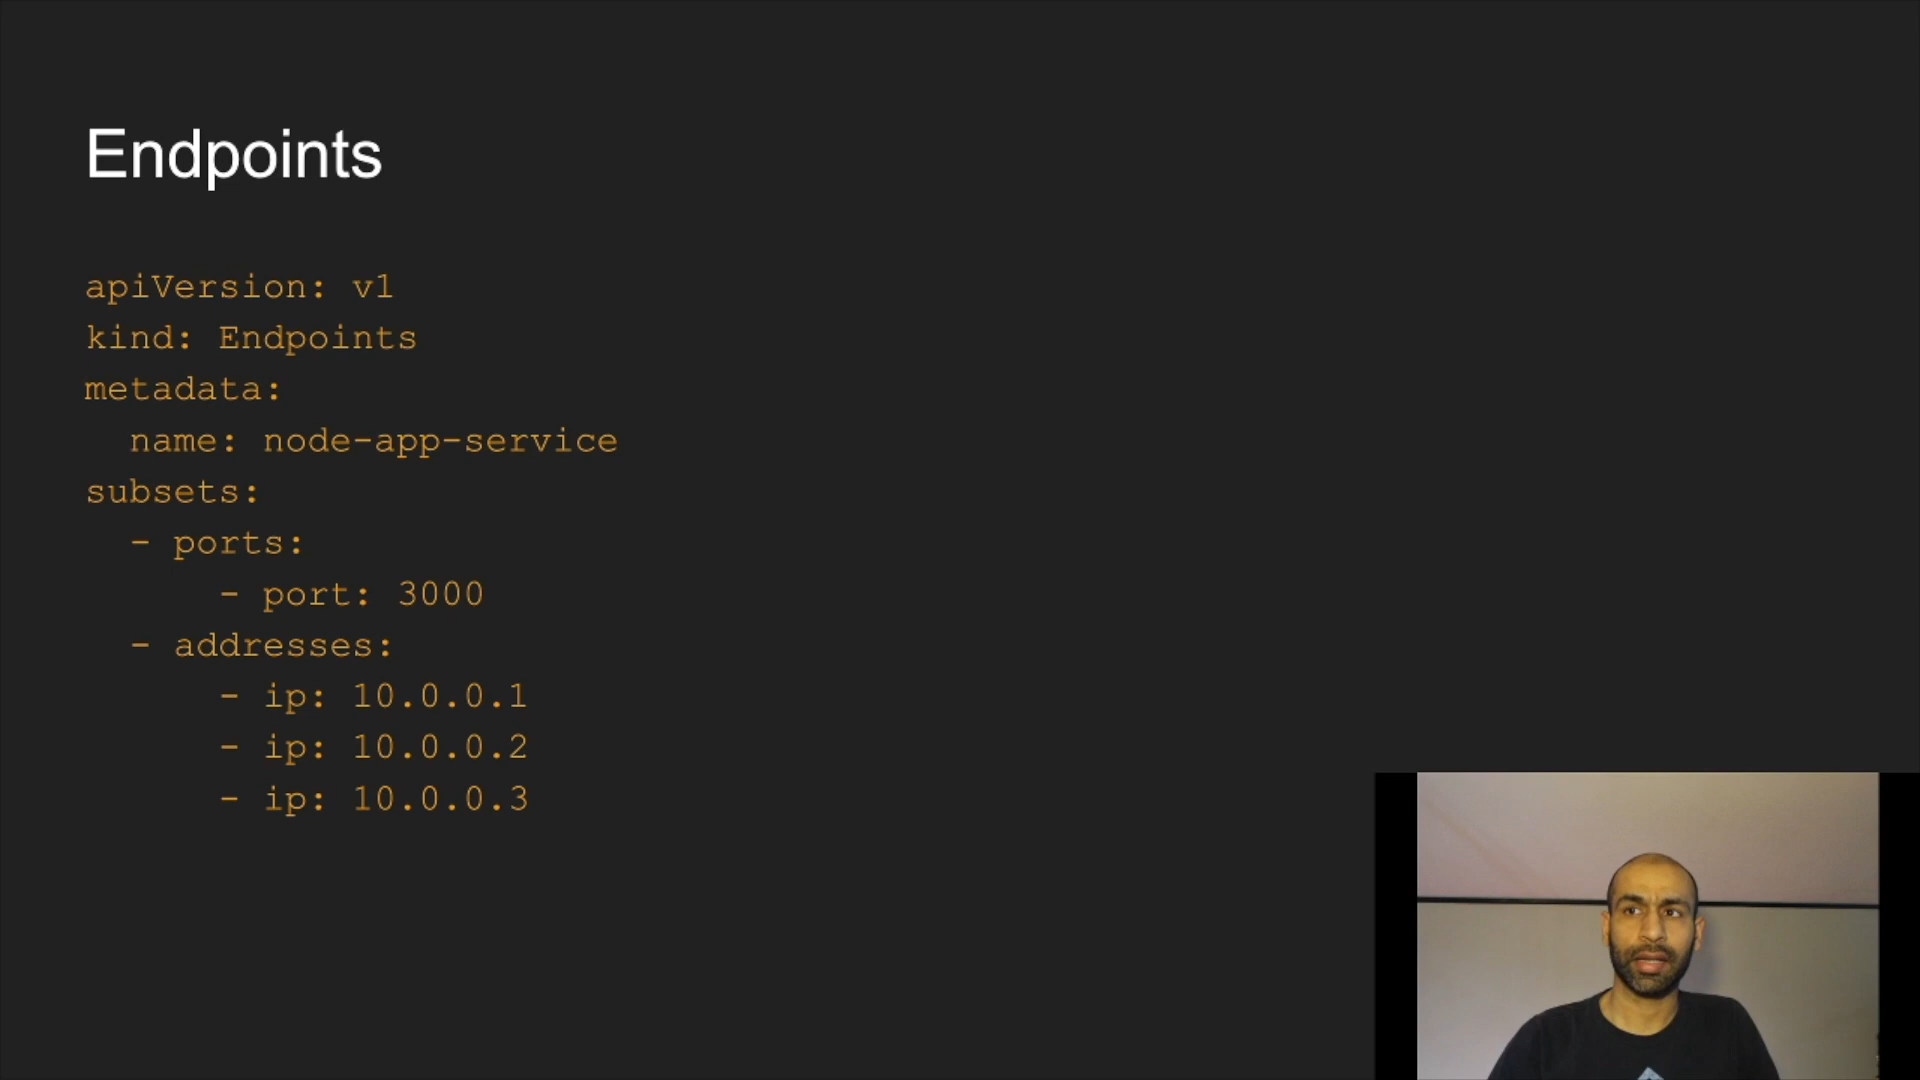 Endpoints
apiVersion: v1
kind: Endpoints
metadata:
  name: node-app-service
subsets:
  - ports:
      - port: 3000
  - addresses:
      - ip: 10.0.0.1
      - ip: 10.0.0.2
      - ip: 10.0.0.3